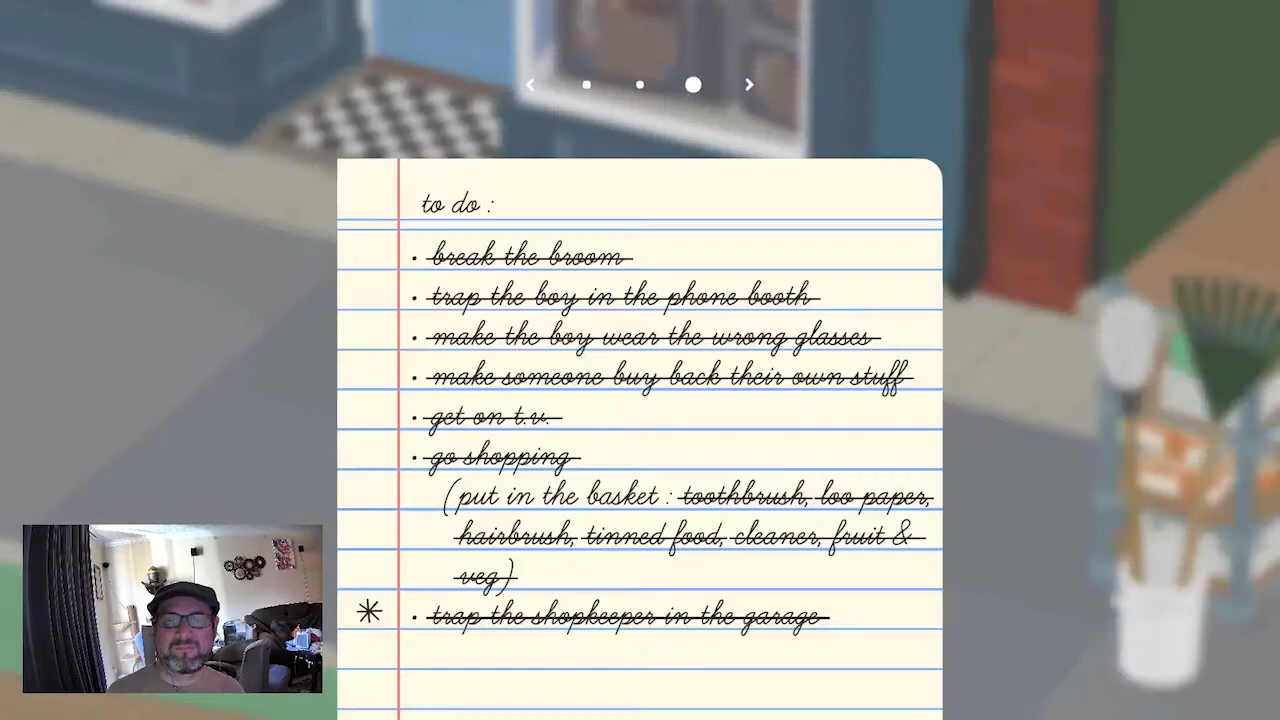 to do :
• break the broom
• trap the boy in the phone booth
• make the boy wear the wrong glasses
• make someone buy back their own stuff
• get on t.v.
• go shopping
(put in the basket : toothbrush, loo paper,
hairbrush, tinned food, cleaner, fruit &
veg)
• trap the shopkeeper in the garage